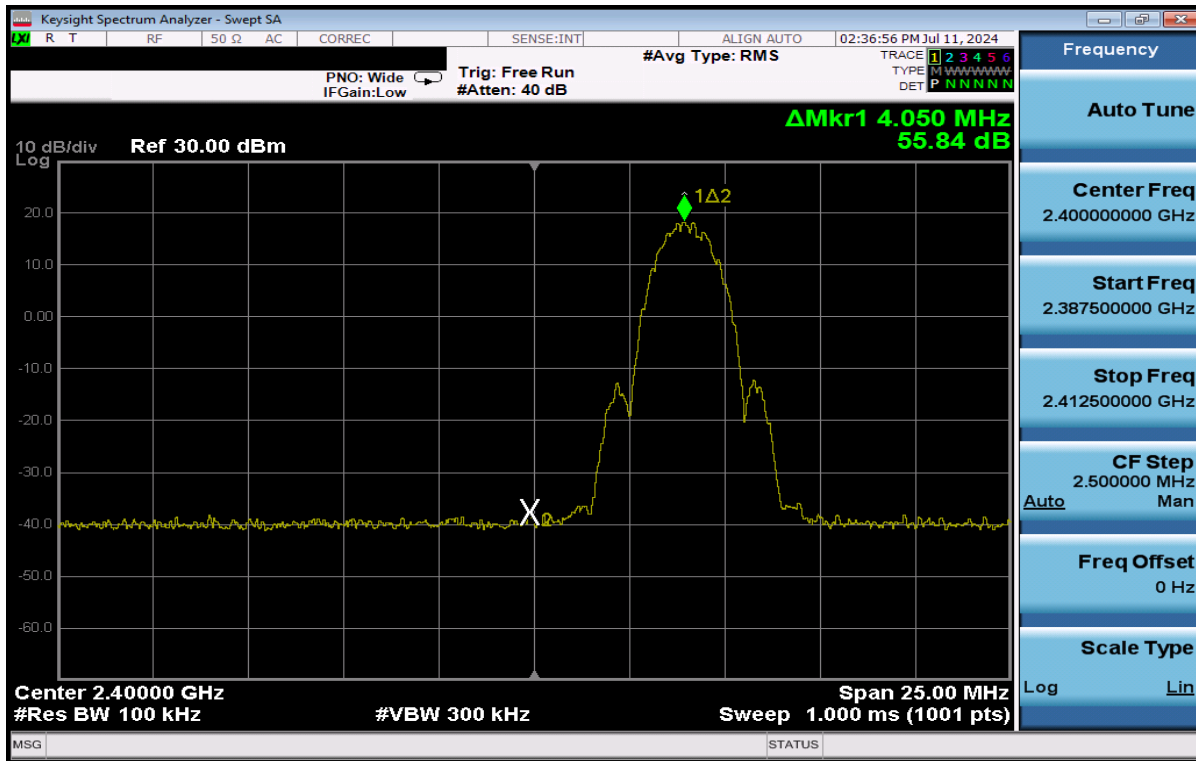 Keysight Spectrum Analyzer - Swept SA
LXI R T RF 50 Ω AC CORREC SENSE:INT ALIGN AUTO 02:36:56 PM Jul 11, 2024
#Avg Type: RMS
TRACE 1 2 3 4 5 6
TYPE M WWWWW
DET P N N N N N
PNO: Wide
IFGain:Low
Trig: Free Run
#Atten: 40 dB
ΔMkr1 4.050 MHz
55.84 dB
10 dB/div
Log
Ref 30.00 dBm
1Δ2
20.0
10.0
0.00
-10.0
-20.0
-30.0
-40.0
-50.0
-60.0
X 2
Center 2.40000 GHz
Span 25.00 MHz
#Res BW 100 kHz
#VBW 300 kHz
Sweep 1.000 ms (1001 pts)
MSG
STATUS
Frequency
Auto Tune
Center Freq
2.400000000 GHz
Start Freq
2.387500000 GHz
Stop Freq
2.412500000 GHz
CF Step
2.500000 MHz
Auto Man
Freq Offset
0 Hz
Scale Type
Log Lin